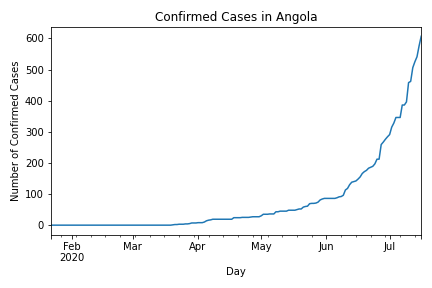 Confirmed Cases in Angola
Number of Confirmed Cases
600
500
400
300
200
100
0
Feb Mar Apr May Jun Jul
2020
Day